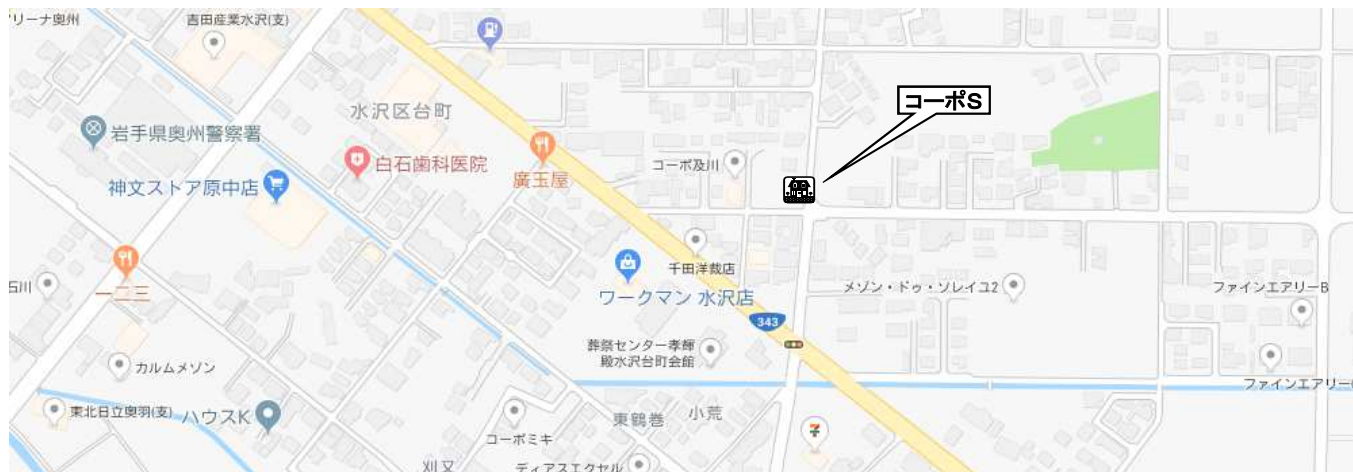 リーナ奥州
吉田産業水沢(支)
水沢区台町
コーポS
岩手県奥州警察署
白石歯科医院
廣玉屋
コーポ及川
神文ストア原中店
千田洋裁店
石川
一二三
ワークマン 水沢店
メゾン・ドゥ・ソレイユ2
ファインエアリーB
343
葬祭センター孝輝
殿水沢台町会館
カルムメゾン
ファインエアリー
東北日立奥羽(支)
ハウスK
東鶴巻
小荒
コーポミキ
刈又
ディアスエクセル
7